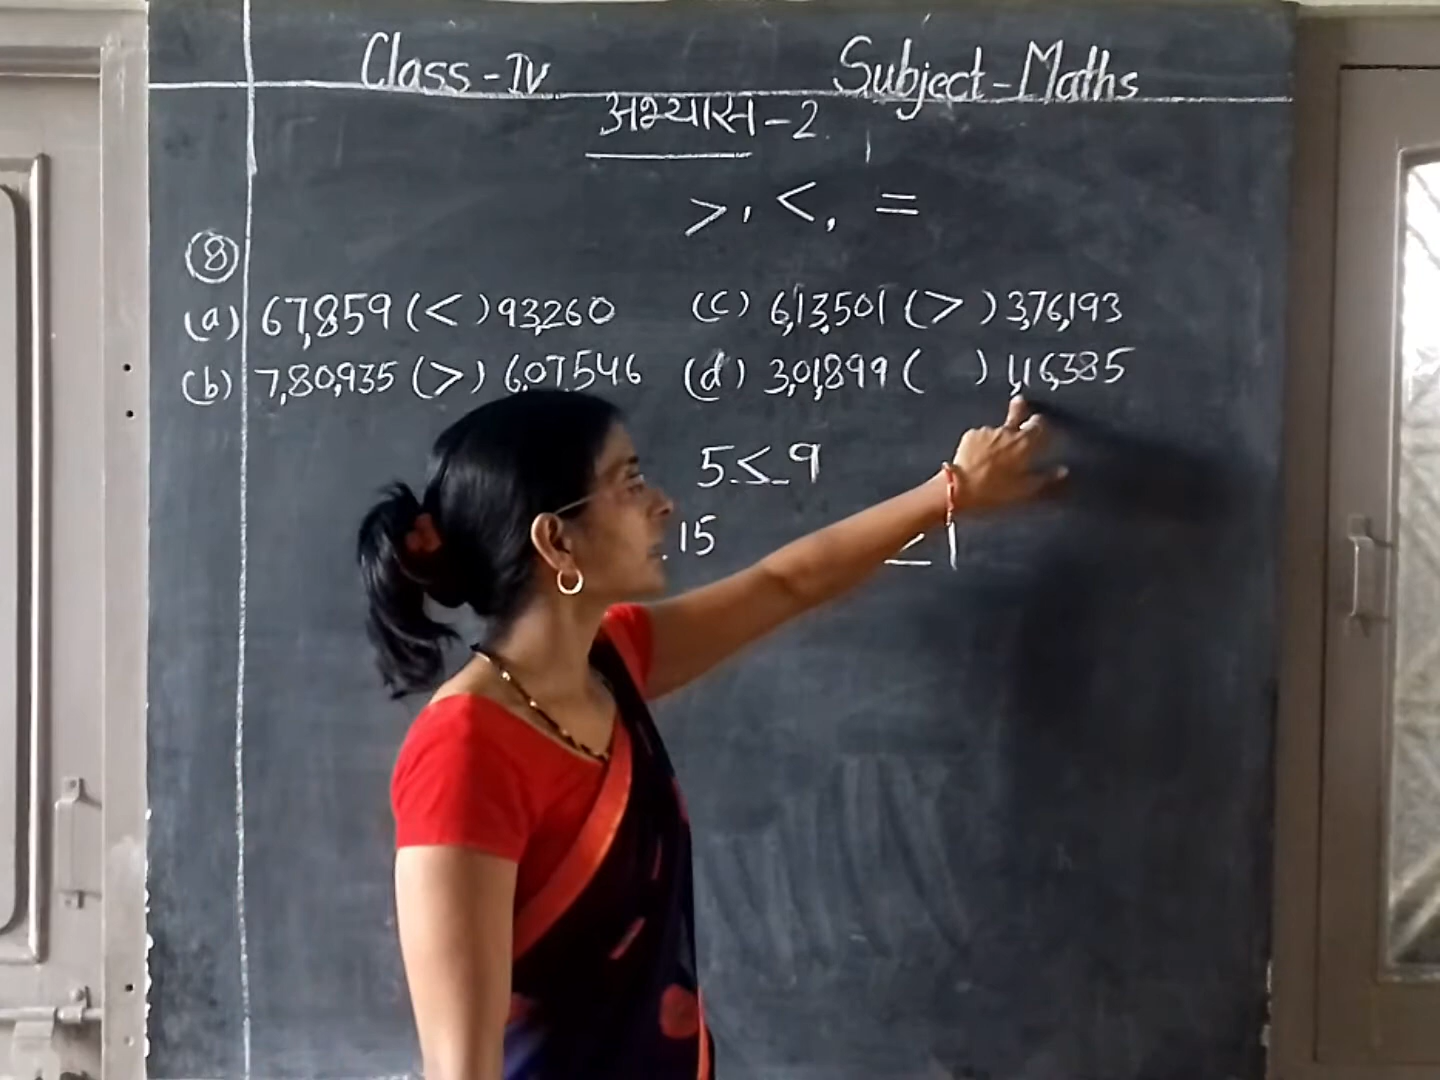 Class-IV Subject-Maths
अभ्यास-2.
>, <, =
8
(a) 67,859 (<) 93,260 (C) 6,13,501 (>) 3,76,193
(b) 7,80,935 (>) 6,07,546 (d) 3,01,899 ( ) 1,16,385
5 < 9
15 < 1